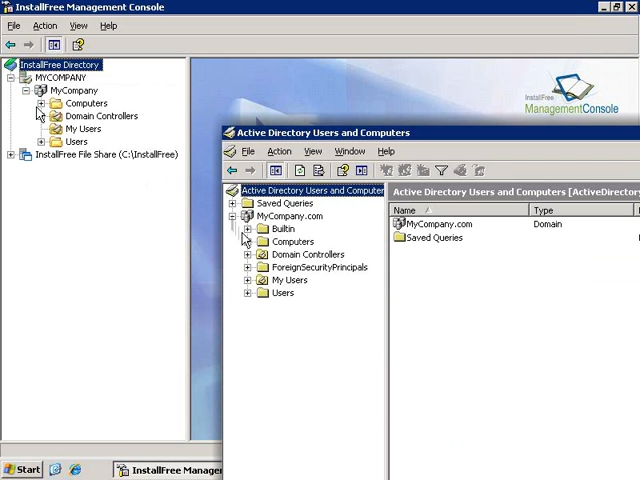 InstallFree Management Console
File Action View Help
InstallFree Directory
MYCOMPANY
MyCompany
Computers
Domain Controllers
My Users
Users
InstallFree File Share (C:\InstallFree)
InstallFree
ManagementConsole
Active Directory Users and Computers
File Action View Window Help
Active Directory Users and Computer
Saved Queries
MyCompany.com
Builtin
Computers
Domain Controllers
ForeignSecurityPrincipals
My Users
Users
Active Directory Users and Computers [ActiveDirectory
Name Type
MyCompany.com Domain
Saved Queries
Start
InstallFree Manager